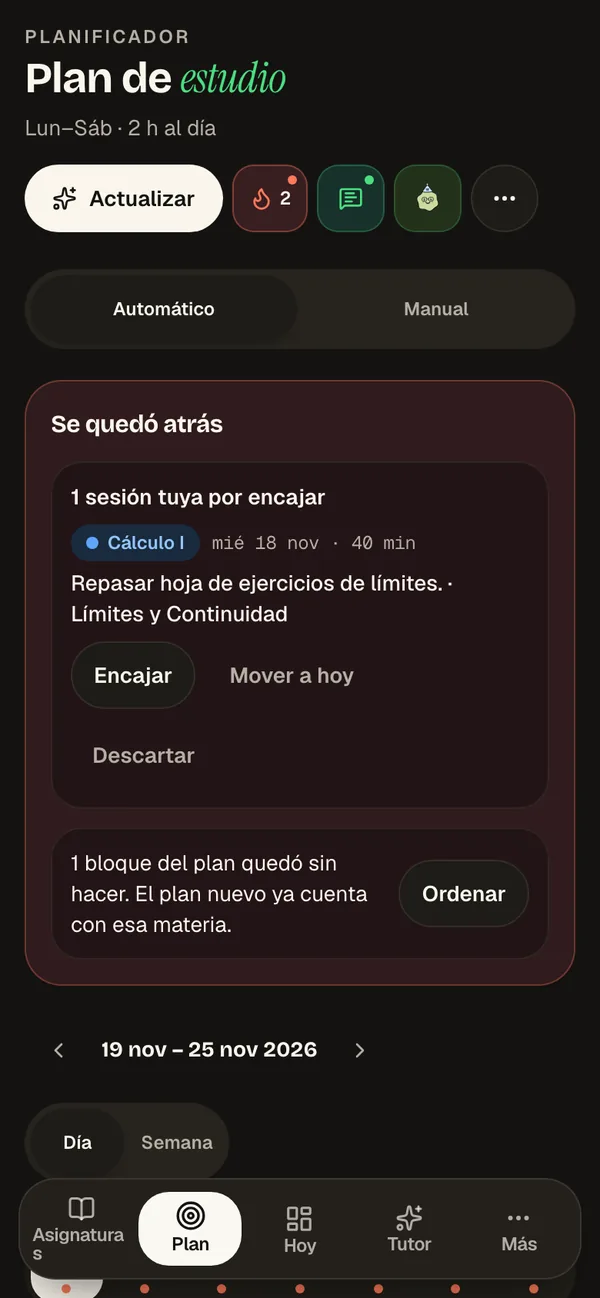 PLANIFICADOR
Plan de estudio
Lun–Sáb · 2 h al día
Actualizar
2
Automático
Manual
Se quedó atrás
1 sesión tuya por encajar
Cálculo I
mié 18 nov · 40 min
Repasar hoja de ejercicios de límites. ·
Límites y Continuidad
Encajar
Mover a hoy
Descartar
1 bloque del plan quedó sin
hacer. El plan nuevo ya cuenta
con esa materia.
Ordenar
19 nov – 25 nov 2026
Día
Semana
Asignatura
s
Plan
Hoy
Tutor
Más